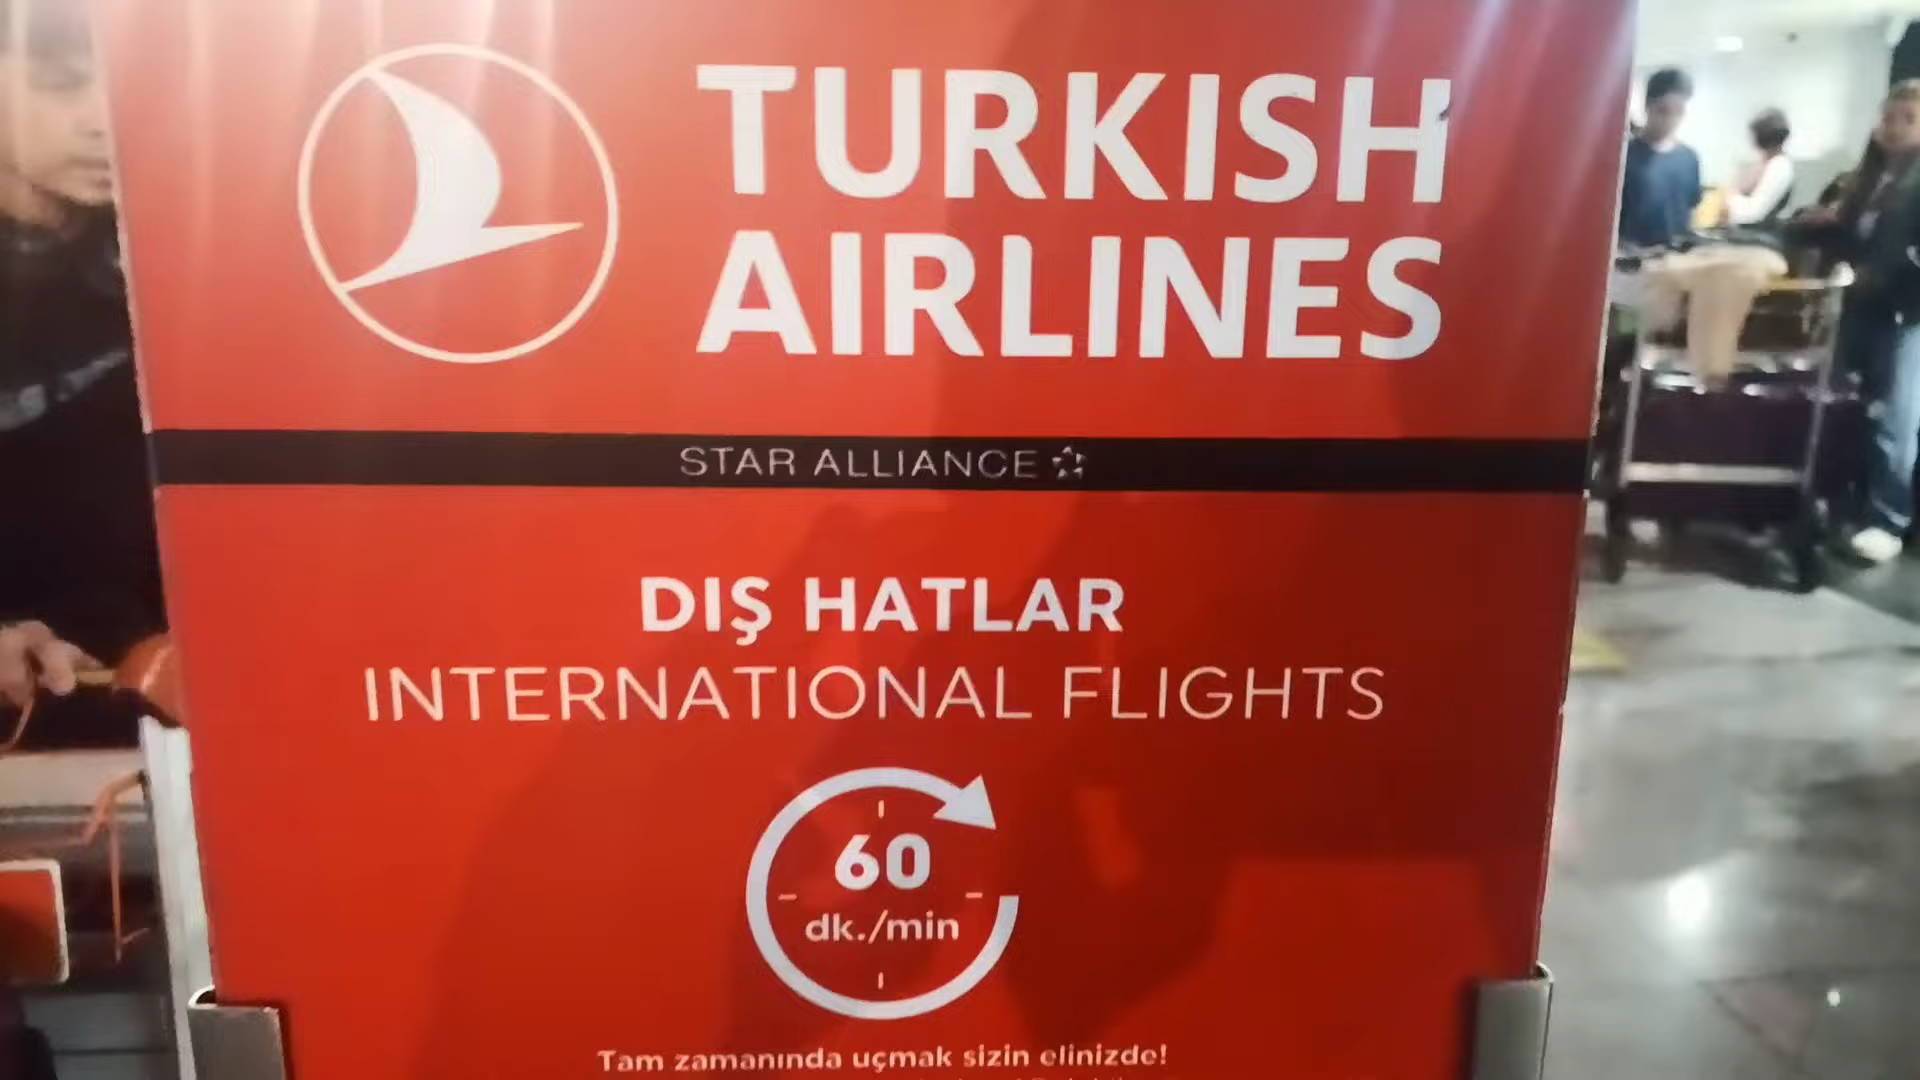 TURKISH
AIRLINES
STAR ALLIANCE
DIŞ HATLAR
INTERNATIONAL FLIGHTS
60
dk./min
Tam zamanında uçmak sizin elinizde!